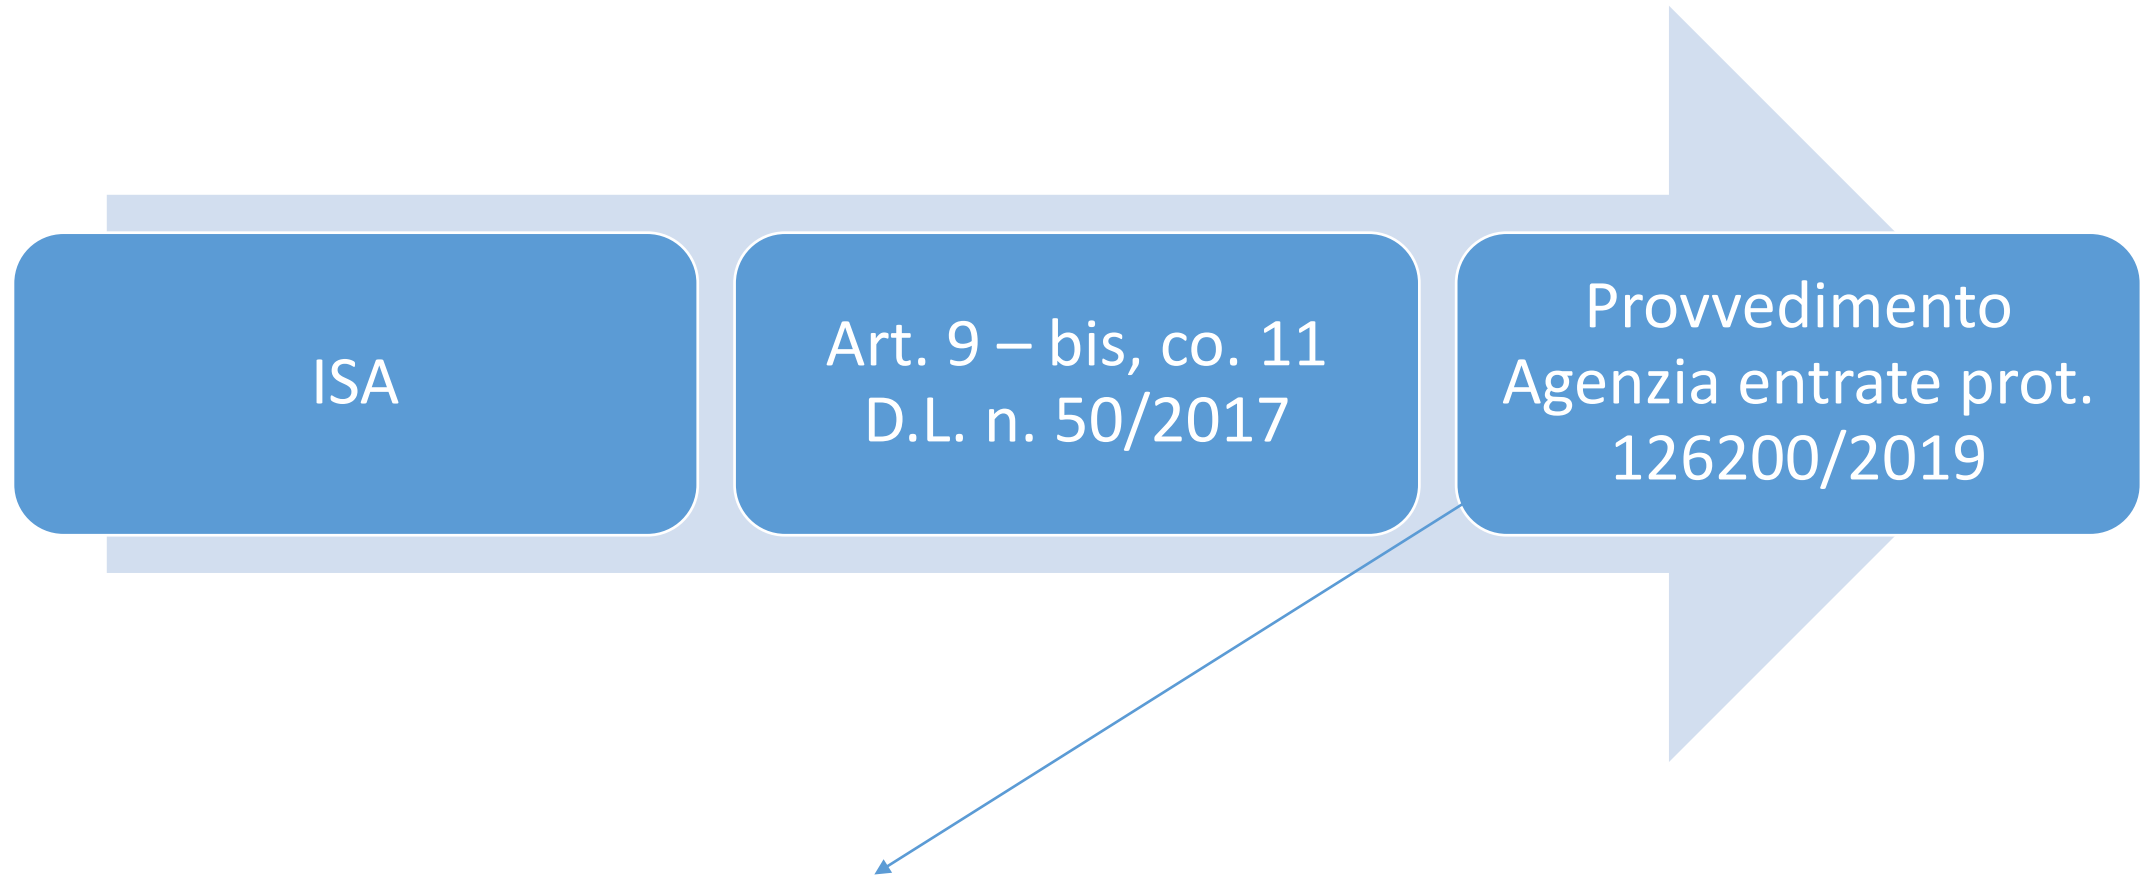 ISA
Art. 9 – bis, co. 11
D.L. n. 50/2017
Provvedimento
Agenzia entrate prot.
126200/2019